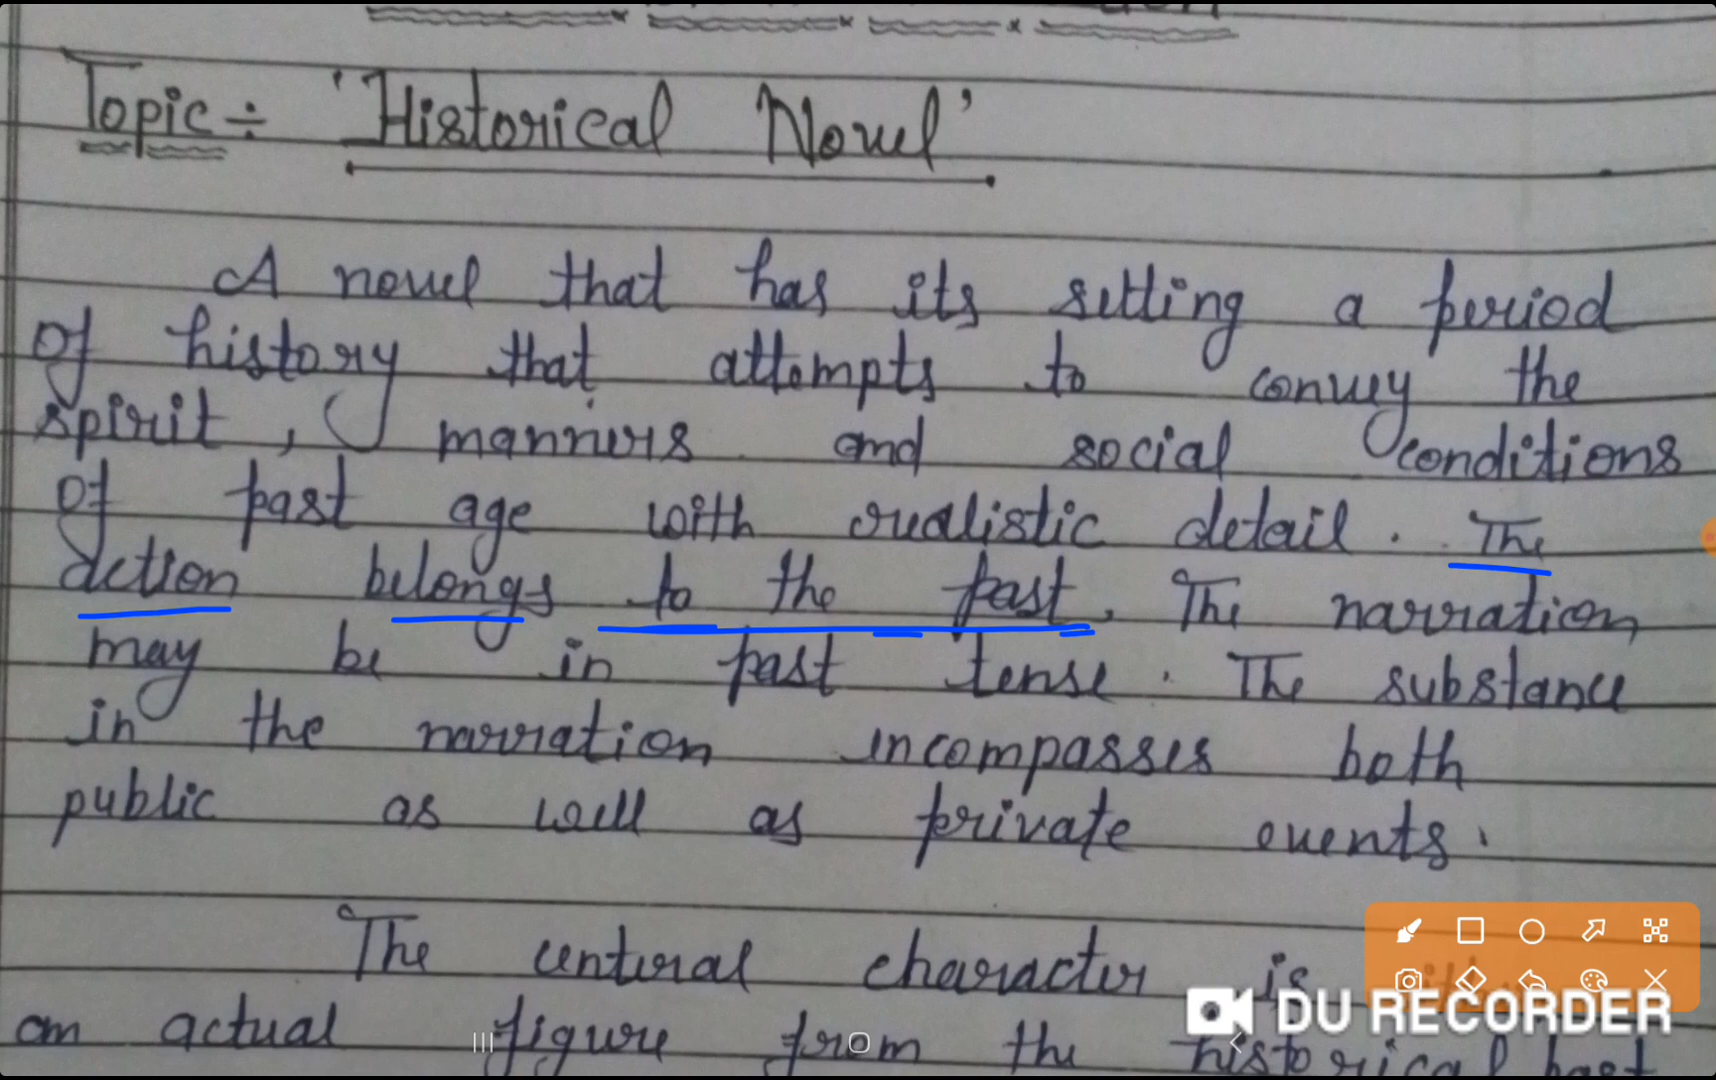 Topic ÷ 'Historical Novel'
A novel that has its setting a period
of history that attempts to convey the
spirit, manners and social conditions
of past age with realistic detail. The
action belongs to the past. The narration
may be in past tense. The substance
in the narration incompasses both
public as well as private events.
The central character is
an actual figure from the historical past
DU RECORDER